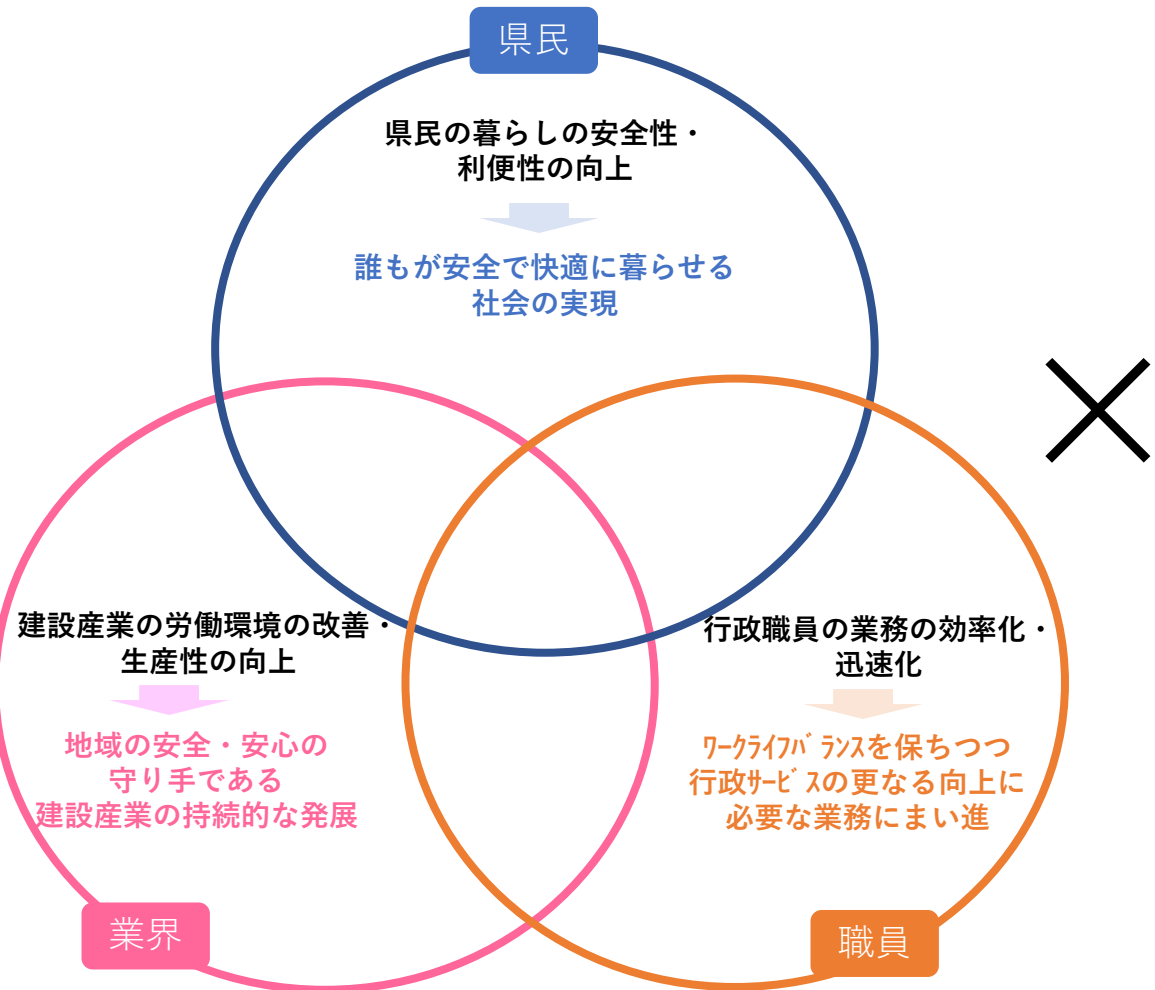 県民
県民の暮らしの安全性・
利便性の向上
誰もが安全で快適に暮らせる
社会の実現
建設産業の労働環境の改善・
生産性の向上
地域の安全・安心の
守り手である
建設産業の持続的な発展
業界
行政職員の業務の効率化・
迅速化
ﾜｰｸﾗｲﾌﾊﾞﾗﾝｽを保ちつつ
行政ｻｰﾋﾞｽの更なる向上に
必要な業務にまい進
職員